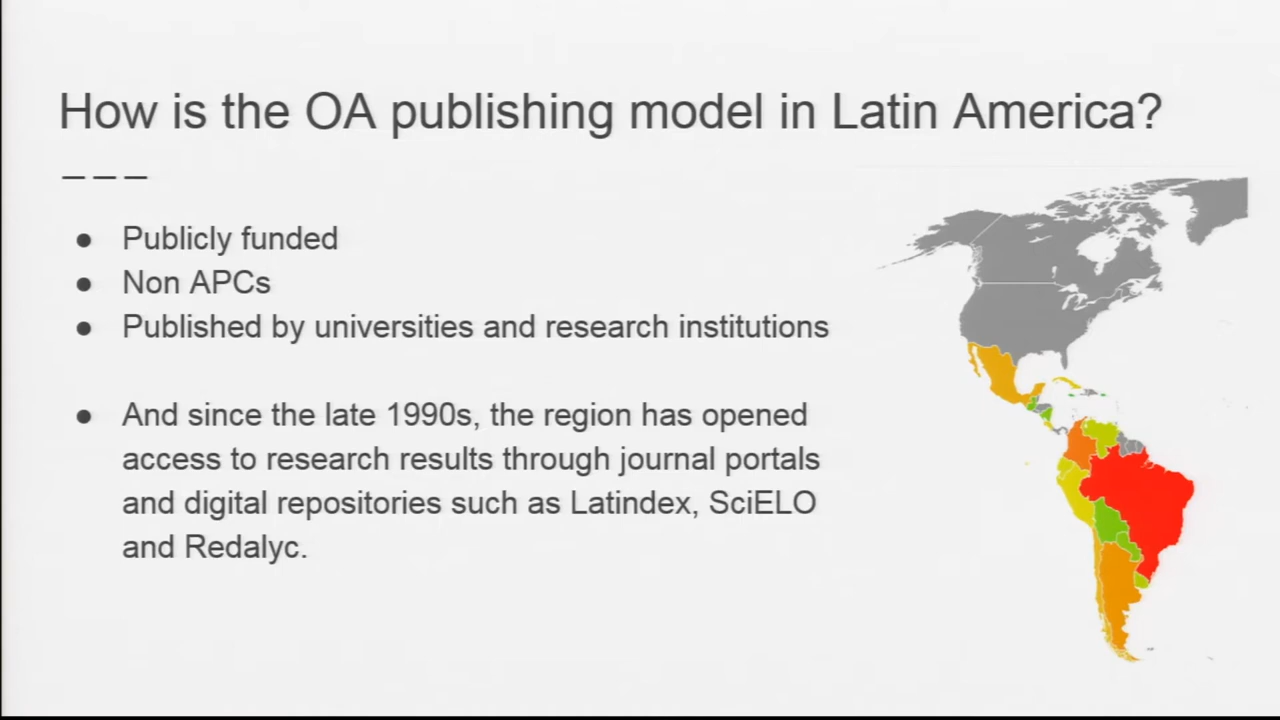 How is the OA publishing model in Latin America?
● Publicly funded
● Non APCs
● Published by universities and research institutions
● And since the late 1990s, the region has opened
access to research results through journal portals
and digital repositories such as Latindex, SciELO
and Redalyc.